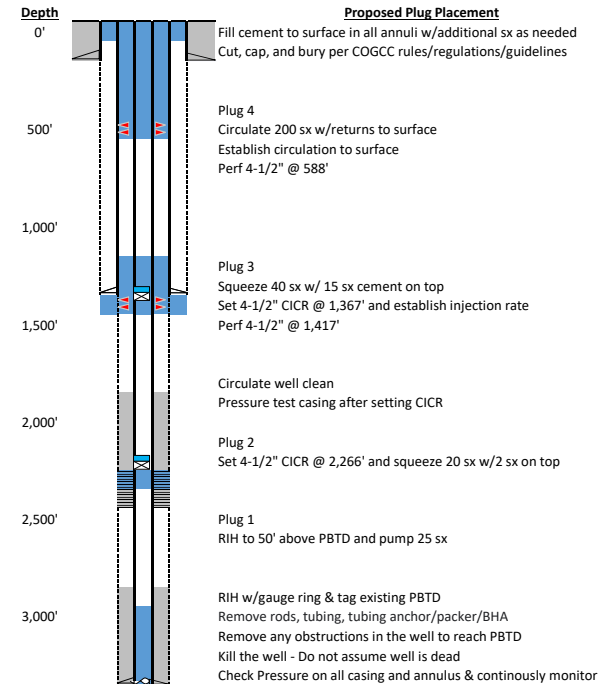 Depth
Proposed Plug Placement
0'
Fill cement to surface in all annuli w/additional sx as needed
Cut, cap, and bury per COGCC rules/regulations/guidelines
Plug 4
500'
Circulate 200 sx w/returns to surface
Establish circulation to surface
Perf 4-1/2" @ 588'
1,000'
Plug 3
Squeeze 40 sx w/ 15 sx cement on top
Set 4-1/2" CICR @ 1,367' and establish injection rate
1,500'
Perf 4-1/2" @ 1,417'
Circulate well clean
Pressure test casing after setting CICR
2,000'
Plug 2
Set 4-1/2" CICR @ 2,266' and squeeze 20 sx w/2 sx on top
2,500'
Plug 1
RIH to 50' above PBTD and pump 25 sx
RIH w/gauge ring & tag existing PBTD
3,000'
Remove rods, tubing, tubing anchor/packer/BHA
Remove any obstructions in the well to reach PBTD
Kill the well - Do not assume well is dead
Check Pressure on all casing and annulus & continously monitor